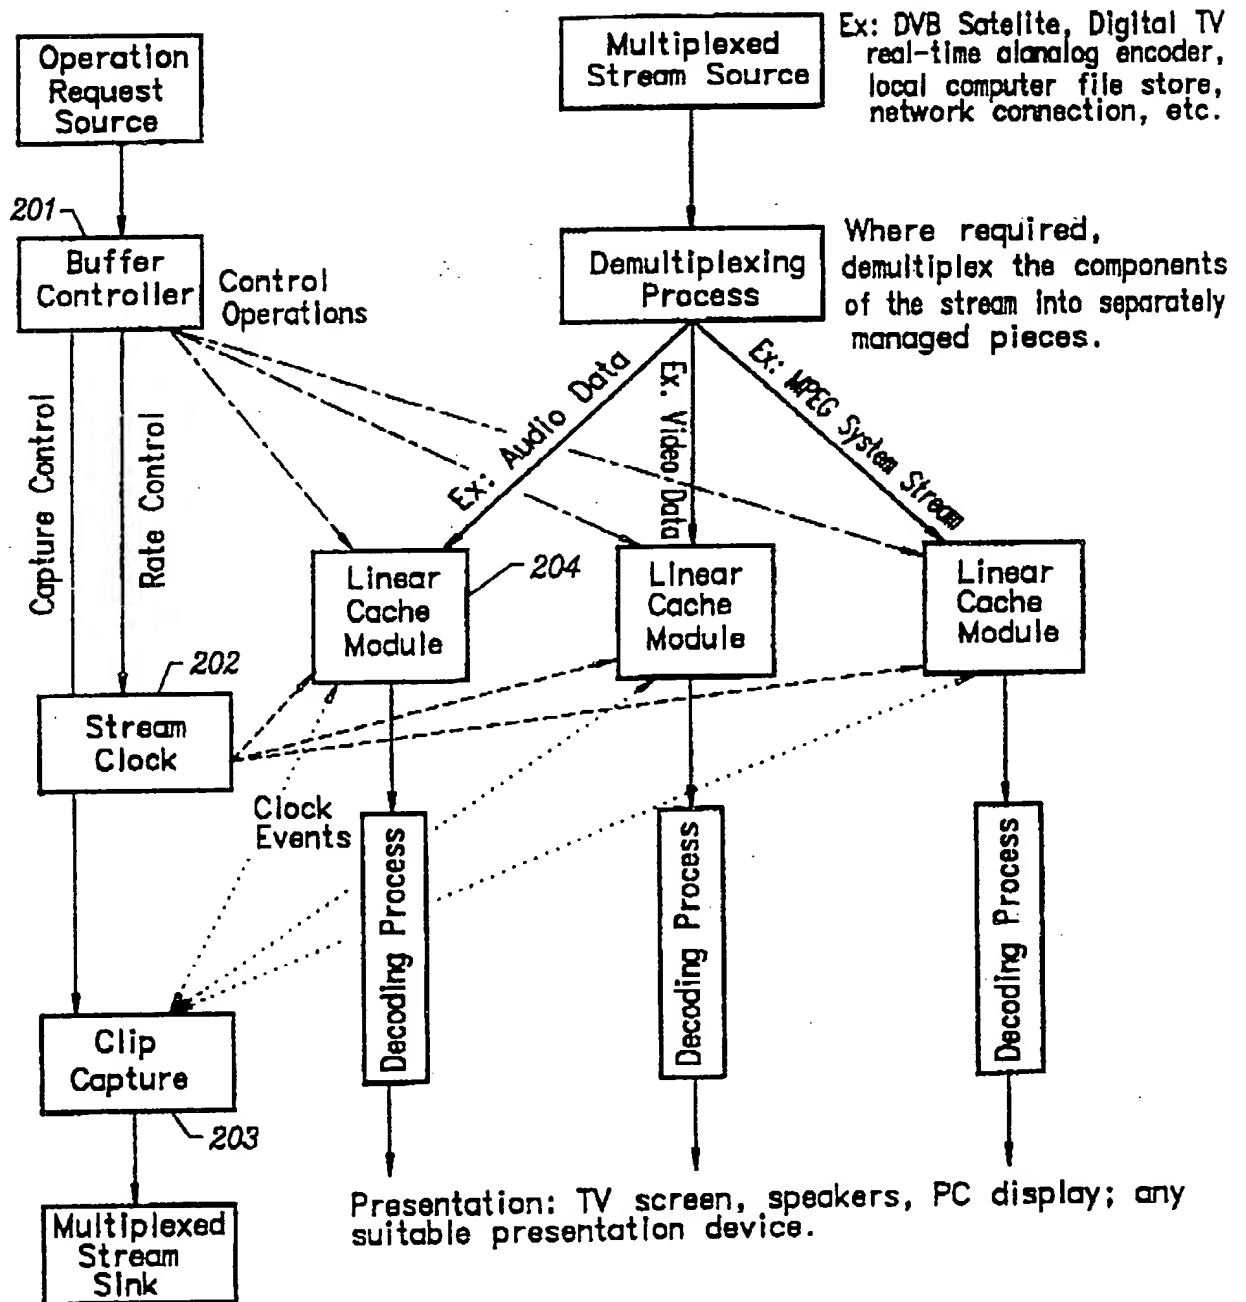 Operation
Request
Source
Multiplexed
Stream Source
Ex: DVB Satelite, Digital TV
real-time alanalog encoder,
local computer file store,
network connection, etc.
201
Buffer
Controller
Control
Operations
Demultiplexing
Process
Where required,
demultiplex the components
of the stream into separately
managed pieces.
Capture Control
Rate Control
Ex: Audio Data
Ex. Video Data
Ex: MPEG System Stream
Linear
Cache
Module
204
Linear
Cache
Module
Linear
Cache
Module
202
Stream
Clock
Clock
Events
Decoding Process
Decoding Process
Decoding Process
Clip
Capture
203
Multiplexed
Stream
Sink
Presentation: TV screen, speakers, PC display; any
suitable presentation device.